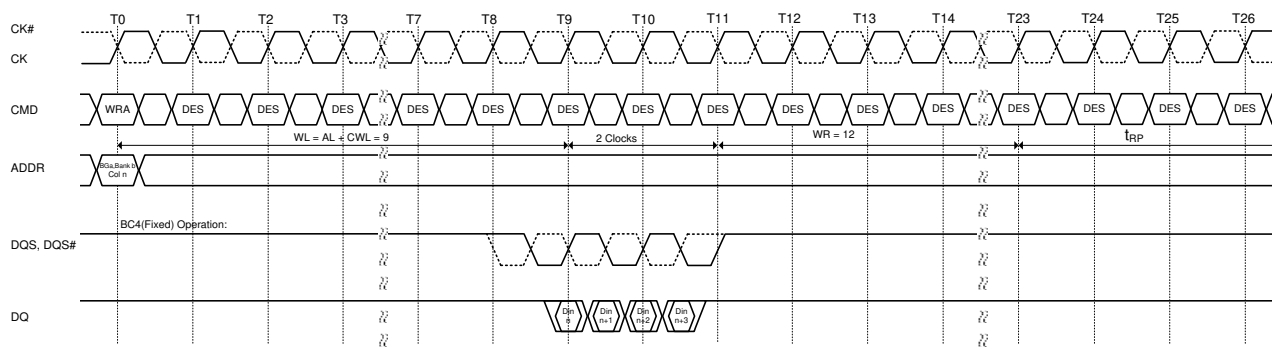 T0 T1 T2 T3 T7 T8 T9 T10 T11 T12 T13 T14 T23 T24 T25 T26
CK#
CK
CMD WRA DES DES DES DES DES DES DES DES DES DES DES DES DES DES DES
WL = AL + CWL = 9 2 Clocks WR = 12 tRP
ADDR BGa,Bank b
Col n
BC4(Fixed) Operation:
DQS, DQS#
DQ Din n Din n+1 Din n+2 Din n+3